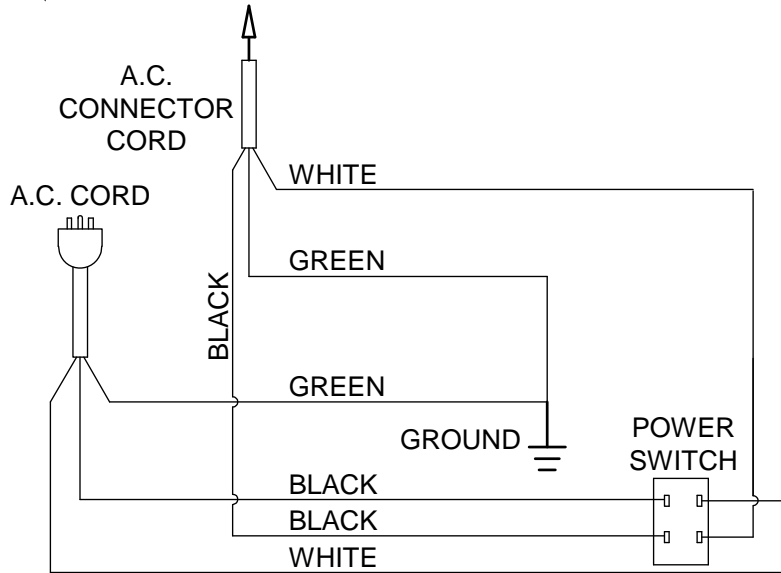 A.C.
CONNECTOR
CORD
WHITE
A.C. CORD
GREEN
BLACK
GREEN
GROUND
POWER
SWITCH
BLACK
BLACK
WHITE